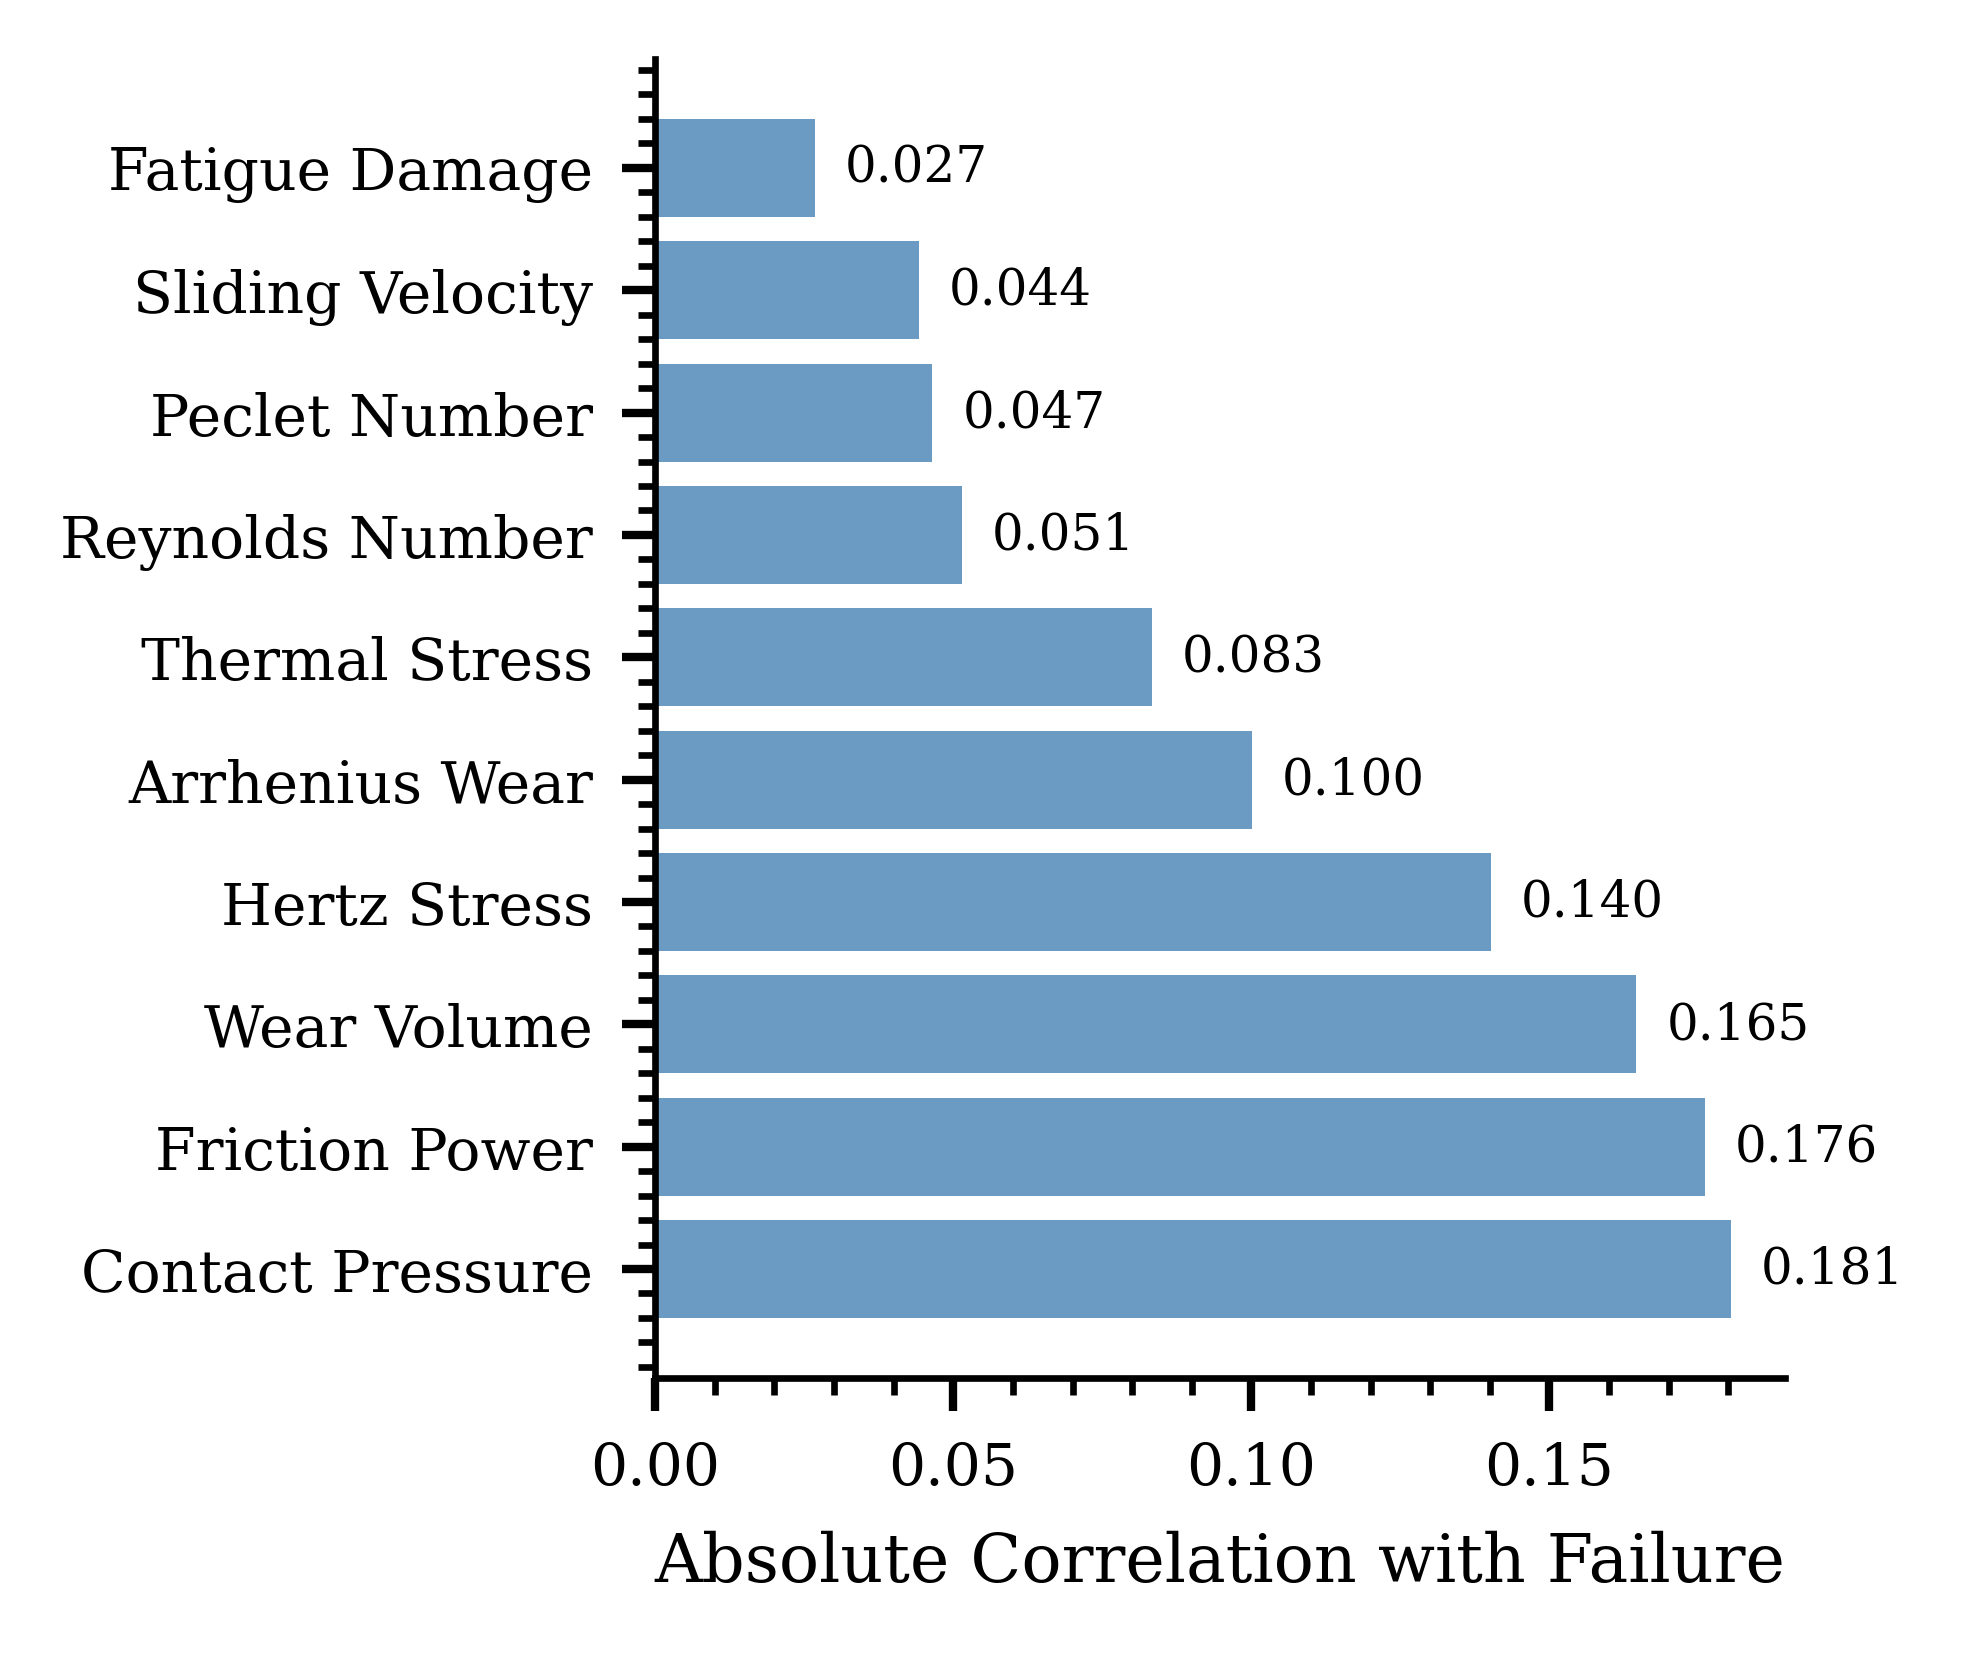 Fatigue Damage 0.027
Sliding Velocity 0.044
Peclet Number 0.047
Reynolds Number 0.051
Thermal Stress 0.083
Arrhenius Wear 0.100
Hertz Stress 0.140
Wear Volume 0.165
Friction Power 0.176
Contact Pressure 0.181
0.00 0.05 0.10 0.15
Absolute Correlation with Failure